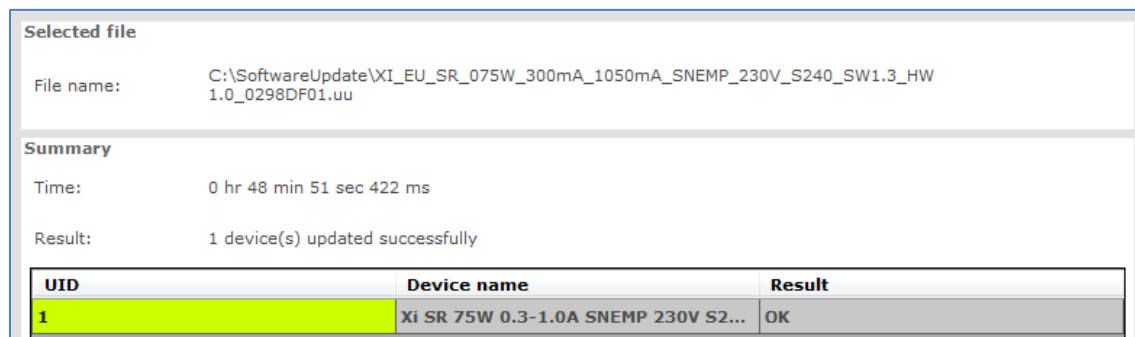 Selected file
File name: C:\SoftwareUpdate\XI_EU_SR_075W_300mA_1050mA_SNEMP_230V_S240_SW1.3_HW
1.0_0298DF01.uu
Summary
Time: 0 hr 48 min 51 sec 422 ms
Result: 1 device(s) updated successfully
UID Device name Result
1 Xi SR 75W 0.3-1.0A SNEMP 230V S2... OK